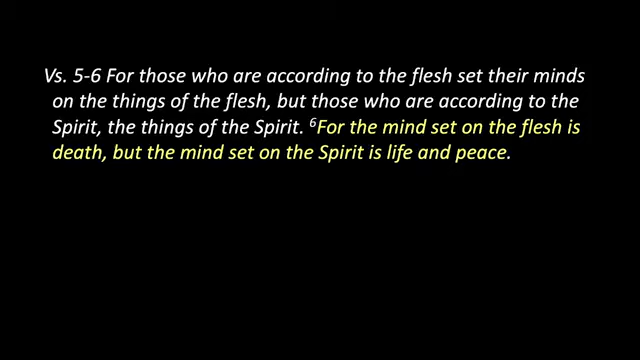 Vs. 5-6 For those who are according to the flesh set their minds
on the things of the flesh, but those who are according to the
Spirit, the things of the Spirit. ⁶For the mind set on the flesh is
death, but the mind set on the Spirit is life and peace.